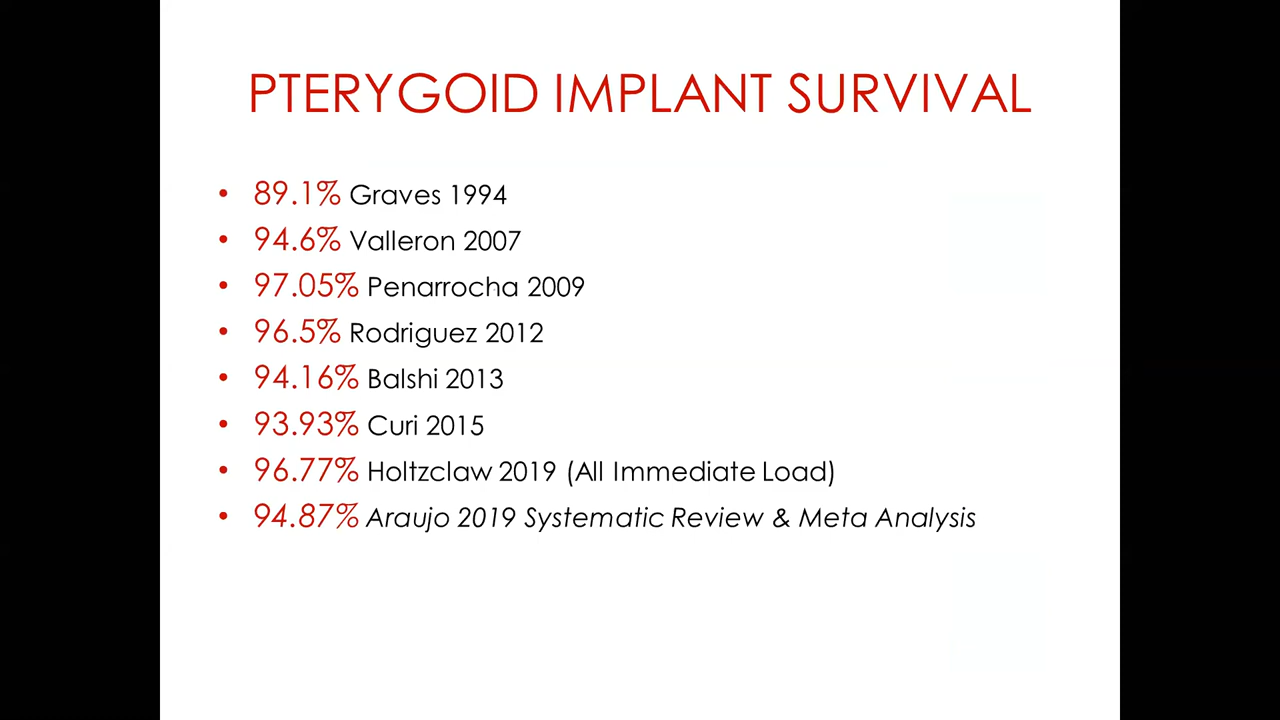 PTERYGOID IMPLANT SURVIVAL
• 89.1% Graves 1994
• 94.6% Valleron 2007
• 97.05% Penarrocha 2009
• 96.5% Rodriguez 2012
• 94.16% Balshi 2013
• 93.93% Curi 2015
• 96.77% Holtzclaw 2019 (All Immediate Load)
• 94.87% Araujo 2019 Systematic Review & Meta Analysis